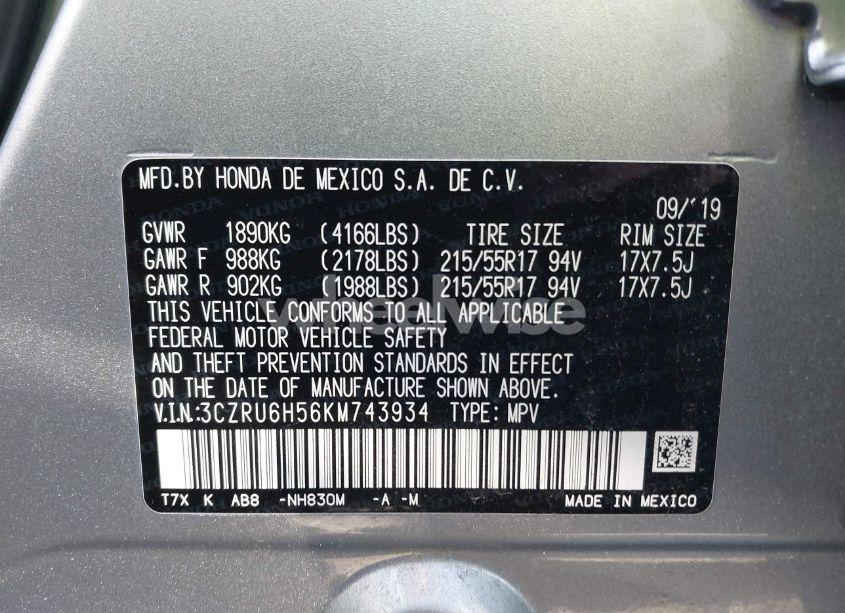 MFD.BY HONDA DE MEXICO S.A. DE C.V.
09/'19
GVWR 1890KG (4166LBS) TIRE SIZE RIM SIZE
GAWR F 988KG (2178LBS) 215/55R17 94V 17X7.5J
GAWR R 902KG (1988LBS) 215/55R17 94V 17X7.5J
THIS VEHICLE CONFORMS TO ALL APPLICABLE
FEDERAL MOTOR VEHICLE SAFETY
AND THEFT PREVENTION STANDARDS IN EFFECT
ON THE DATE OF MANUFACTURE SHOWN ABOVE.
V.I.N.:3CZRU6H56KM743934 TYPE: MPV
T7X K AB8 -NH830M -A -M MADE IN MEXICO
wheelwise